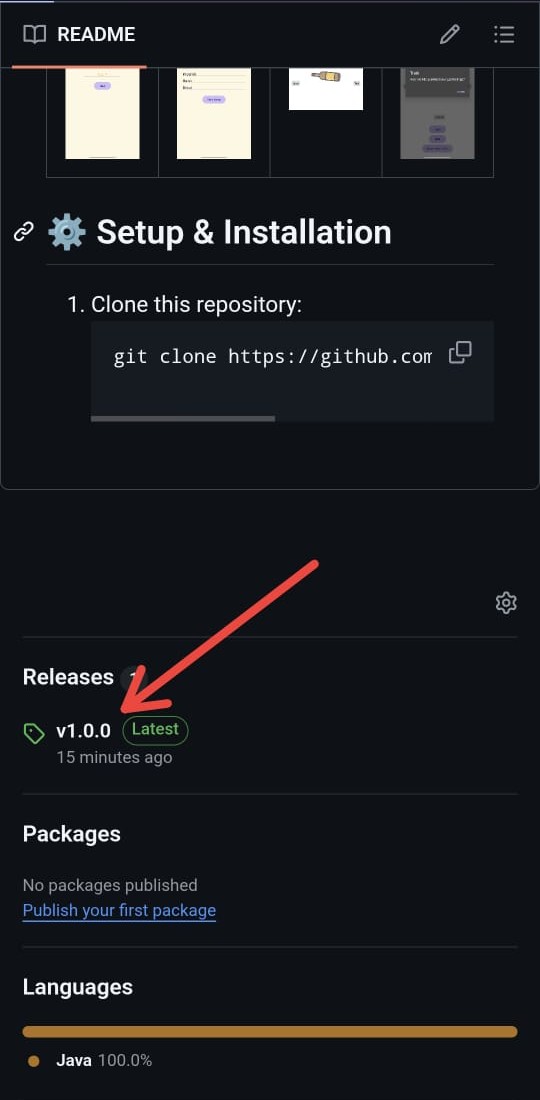 README
Setup & Installation
1. Clone this repository:
git clone https://github.com
Releases
v1.0.0 Latest
15 minutes ago
Packages
No packages published
Publish your first package
Languages
Java 100.0%